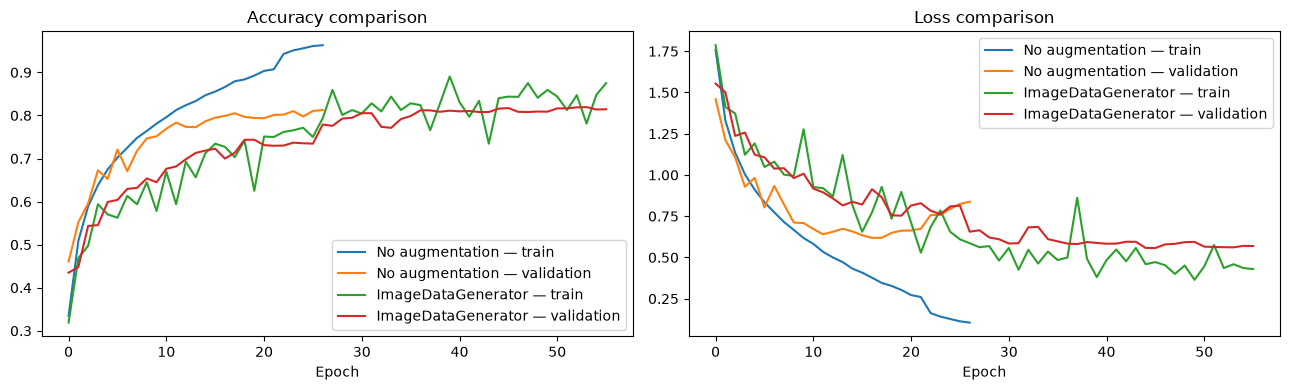 Accuracy comparison
0.9
0.8
0.7
0.6
0.5
0.4
0.3
0 10 20 30 40 50
Epoch
No augmentation — train
No augmentation — validation
ImageDataGenerator — train
ImageDataGenerator — validation
Loss comparison
1.75
1.50
1.25
1.00
0.75
0.50
0.25
0 10 20 30 40 50
Epoch
No augmentation — train
No augmentation — validation
ImageDataGenerator — train
ImageDataGenerator — validation